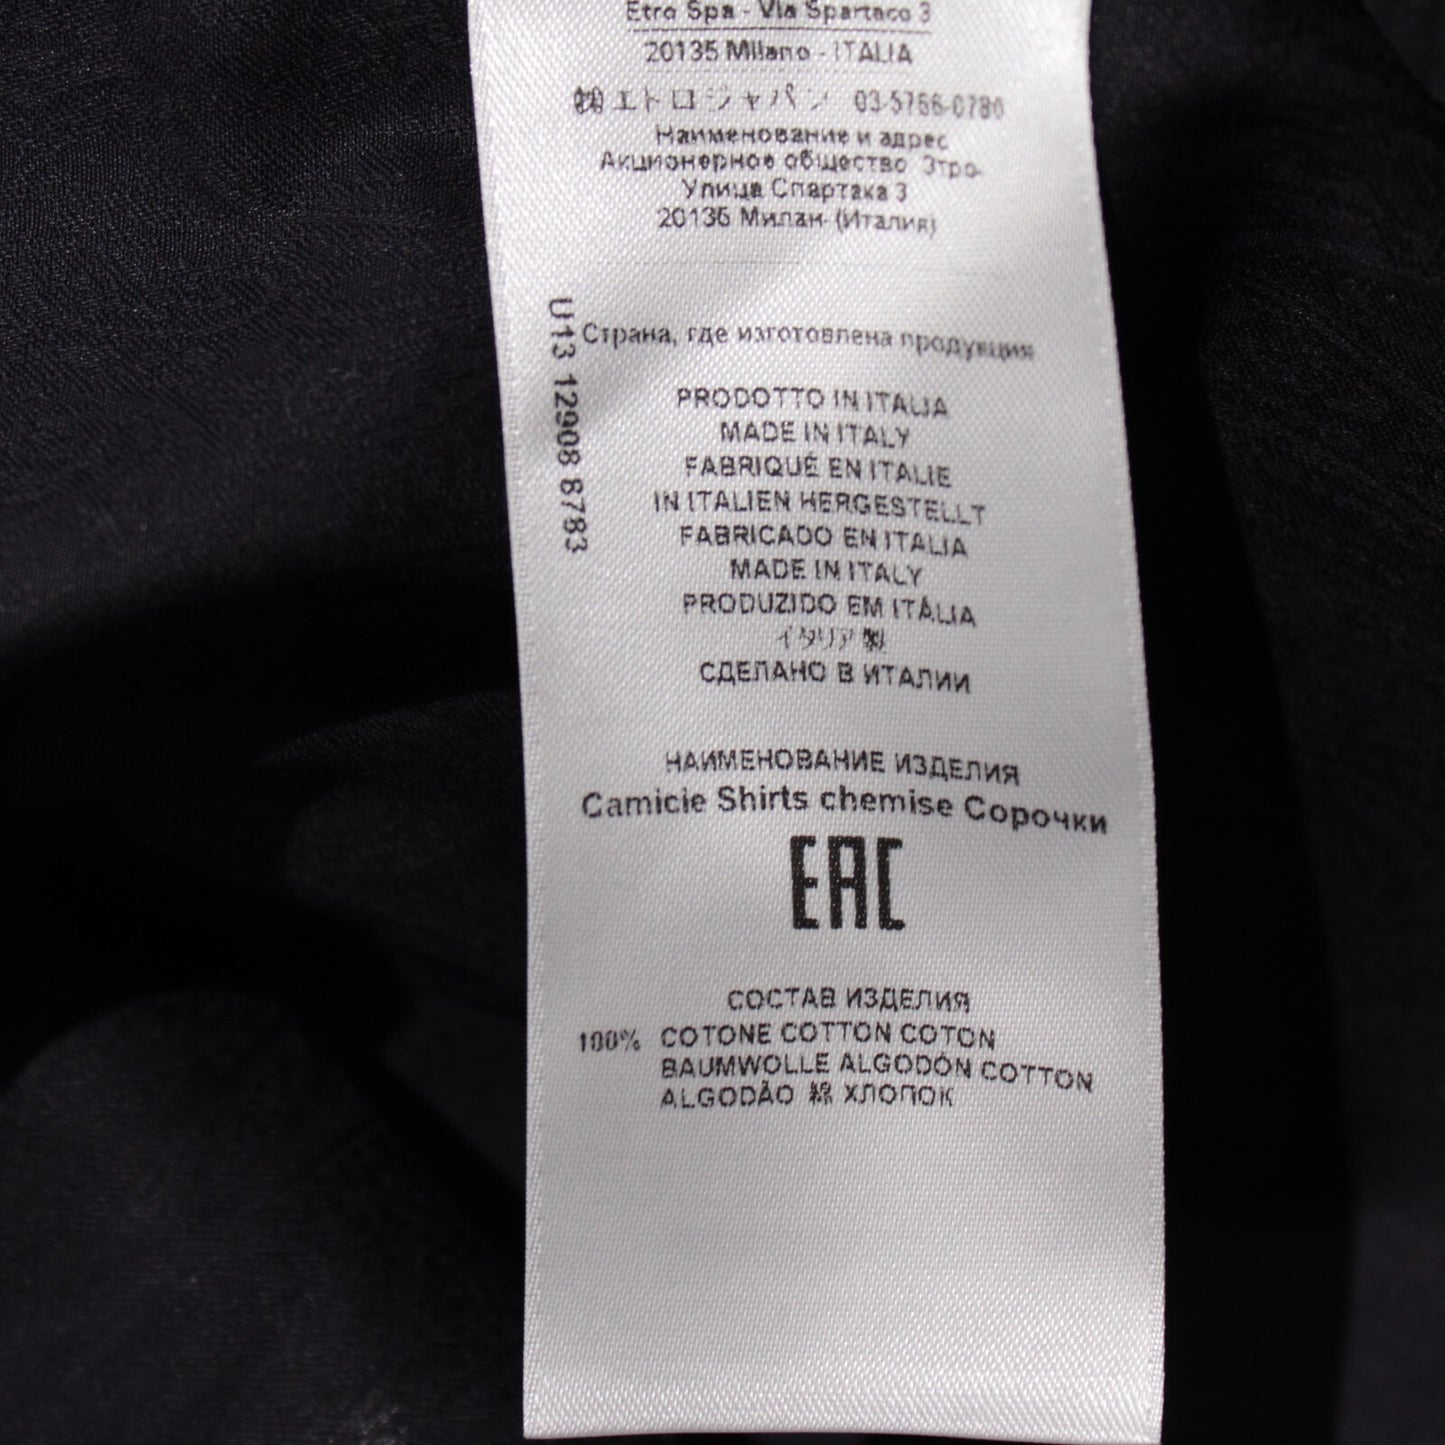 Etro Spa - Via Spartaco 3
20135 Milano - ITALIA
㈱エトロジャパン 03-5766-0780
Наименование и адрес
Акционерное общество Этро-
Улица Спартака 3
20135 Милан- (Италия)
U13 12908 8783
Страна, где изготовлена продукция
PRODOTTO IN ITALIA
MADE IN ITALY
FABRIQUÉ EN ITALIE
IN ITALIEN HERGESTELLT
FABRICADO EN ITALIA
MADE IN ITALY
PRODUZIDO EM ITÁLIA
イタリア製
СДЕЛАНО В ИТАЛИИ
НАИМЕНОВАНИЕ ИЗДЕЛИЯ
Camicie Shirts chemise Сорочки
EAC
СОСТАВ ИЗДЕЛИЯ
100% COTONE COTTON COTON
BAUMWOLLE ALGODÓN COTTON
ALGODÃO 綿 ХЛОПОК